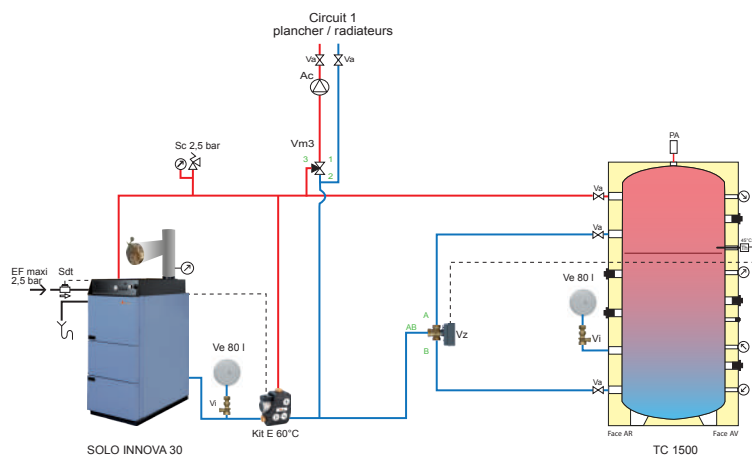 Circuit 1
plancher / radiateurs
Va
Va
Ac
Sc 2,5 bar
Vm3
3
1
2
PA
Va
Va
45°C
EF maxi
2,5 bar
Sdt
Ve 80 l
A
AB
Vz
B
Vi
Ve 80 l
Vi
Va
Kit E 60°C
Face AR
Face AV
SOLO INNOVA 30
TC 1500